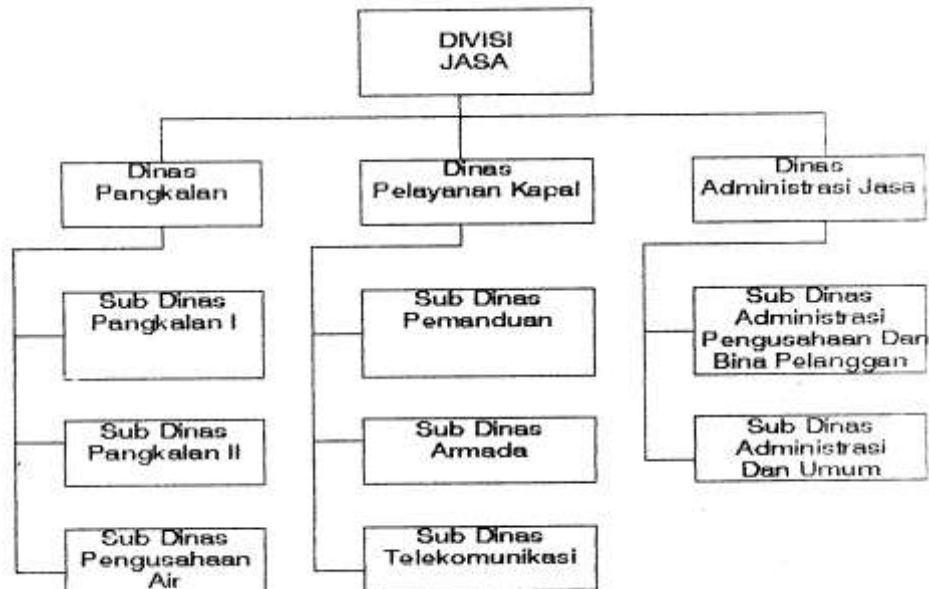 DIVISI
JASA
Dinas
Pangkalan
Dinas
Pelayanan Kapal
Dinas
Administrasi Jasa
Sub Dinas
Pangkalan I
Sub Dinas
Pangkalan II
Sub Dinas
Pengusahaan
Air
Sub Dinas
Pemanduan
Sub Dinas
Armada
Sub Dinas
Telekomunikasi
Sub Dinas
Administrasi
Pengusahaan Dan
Bina Pelanggan
Sub Dinas
Administrasi
Dan Umum